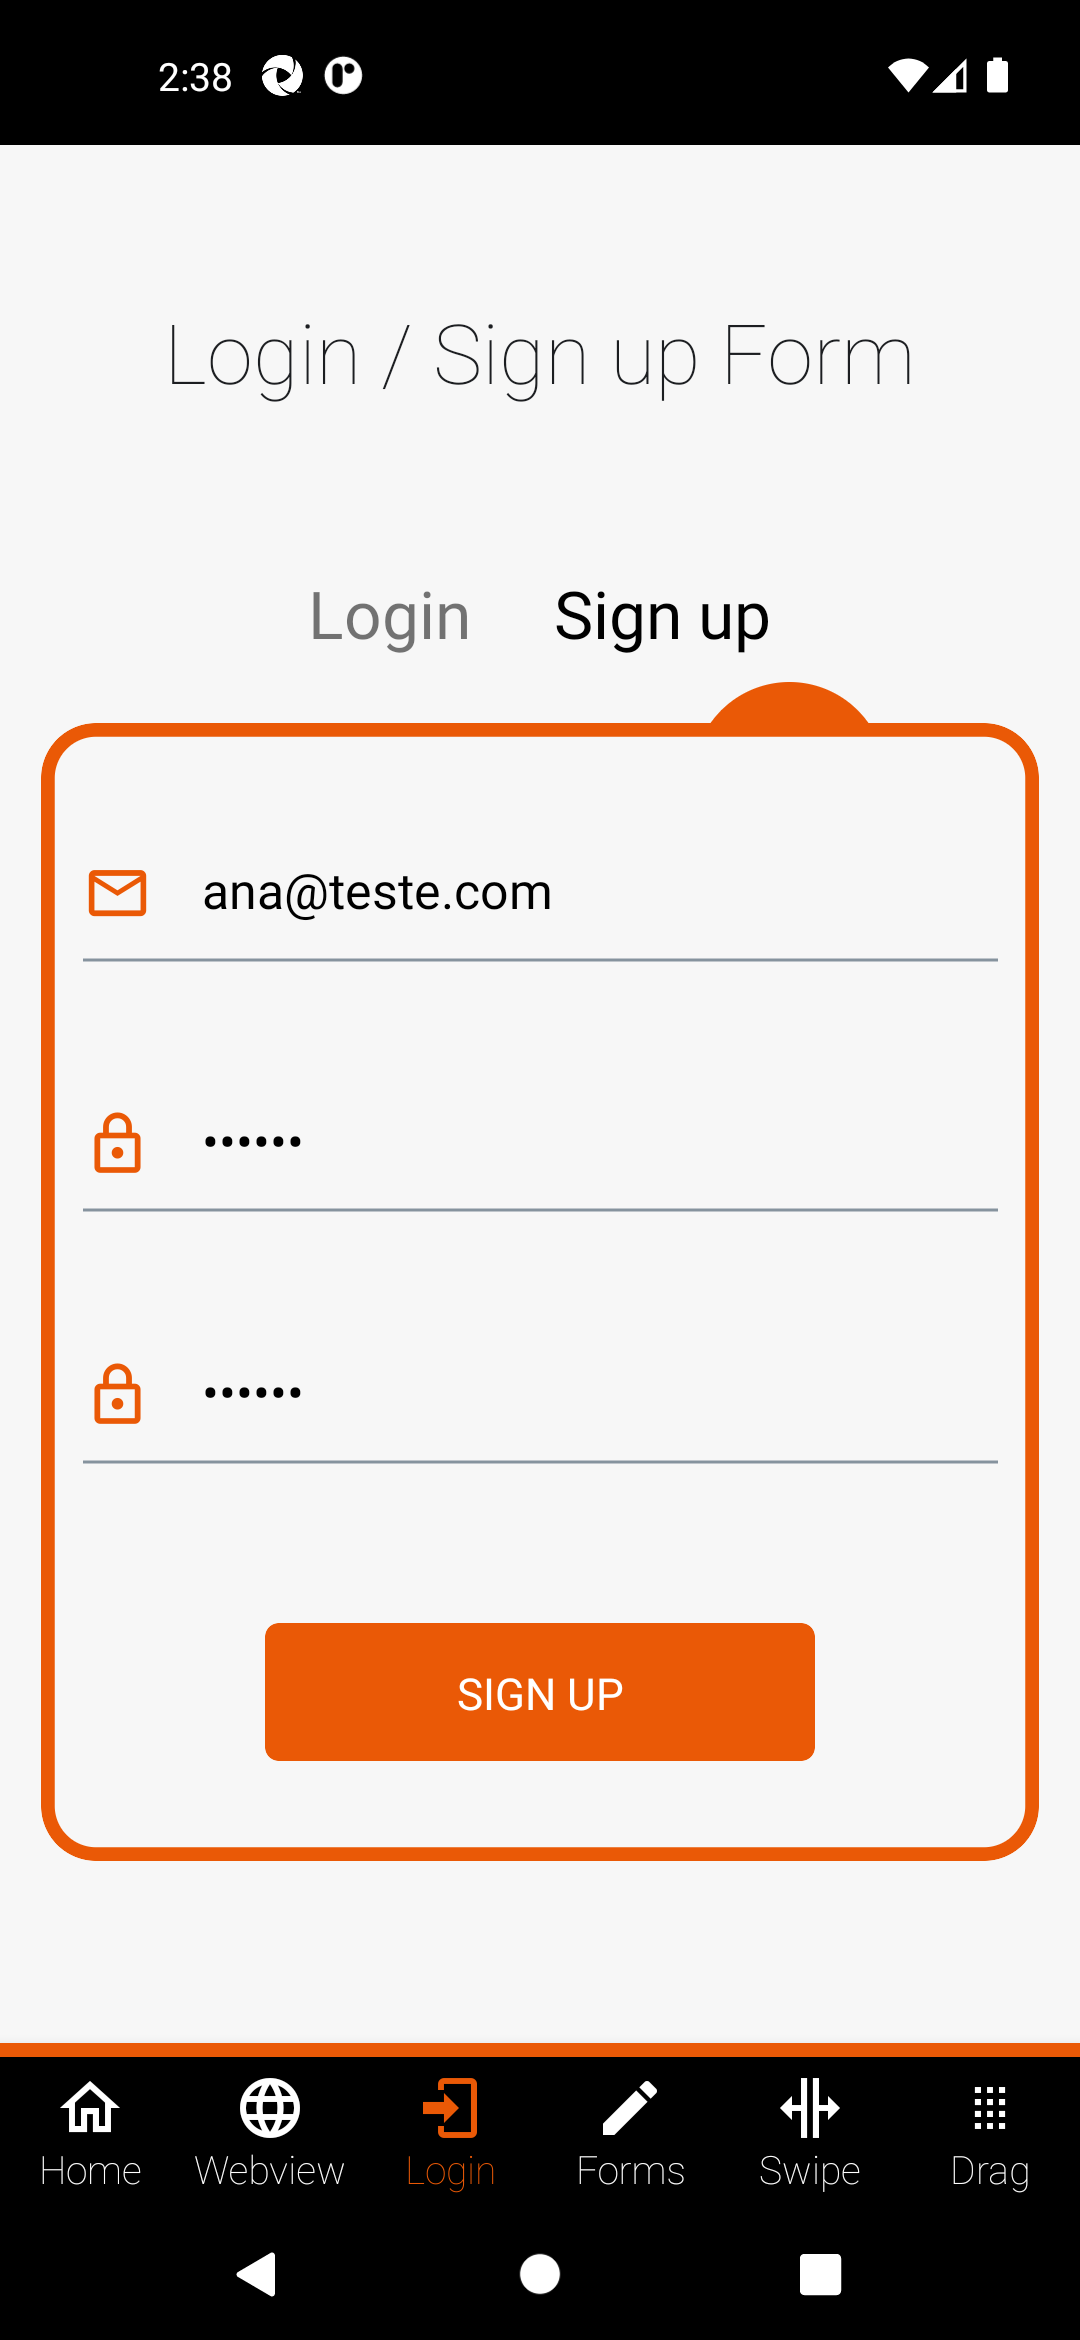 2:38
Login / Sign up Form
Login Sign up
ana@teste.com
••••••
••••••
SIGN UP
Home Webview Login Forms Swipe Drag